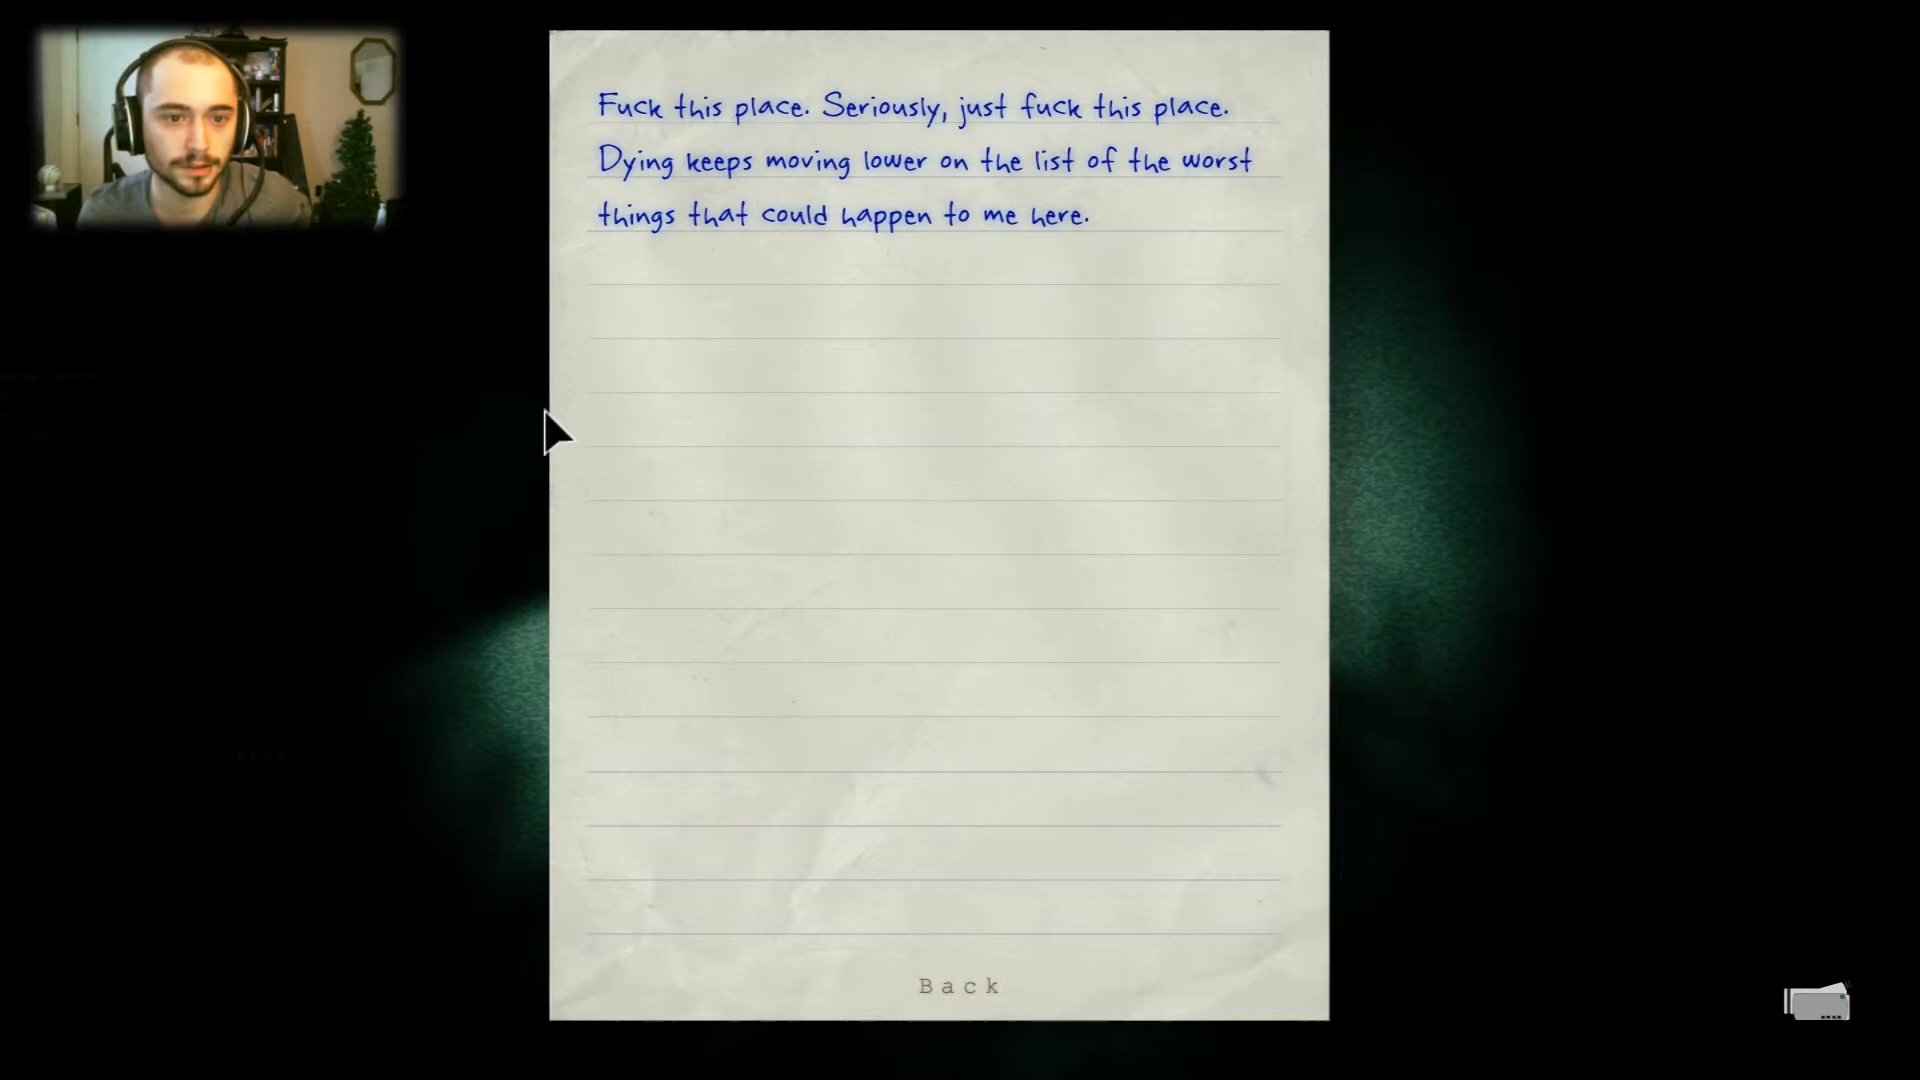 Fuck this place. Seriously, just fuck this place.
Dying keeps moving lower on the list of the worst
things that could happen to me here.
Back